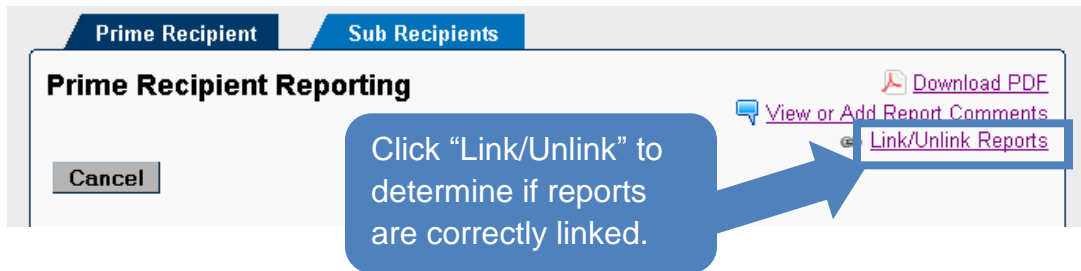 Prime Recipient
Sub Recipients
Prime Recipient Reporting
Download PDF
View or Add Report Comments
Link/Unlink Reports
Cancel
Click “Link/Unlink” to
determine if reports
are correctly linked.